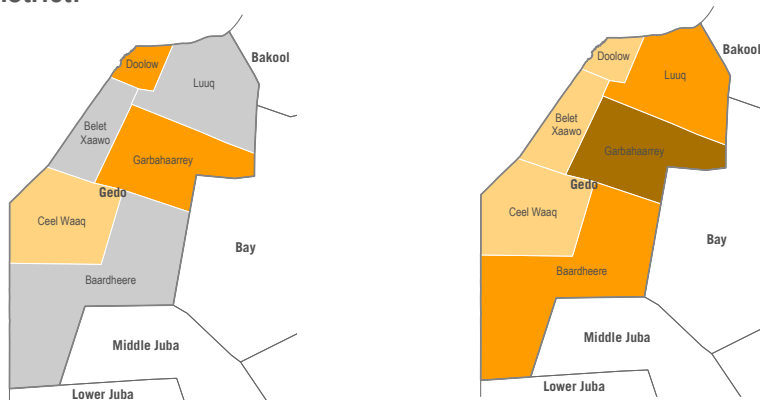 Doolow
Bakool
Luuq
Belet
Xaawo
Garbahaarrey
Gedo
Ceel Waaq
Bay
Baardheere
Middle Juba
Lower Juba
Doolow
Bakool
Luuq
Belet
Xaawo
Garbahaarrey
Gedo
Ceel Waaq
Bay
Baardheere
Middle Juba
Lower Juba